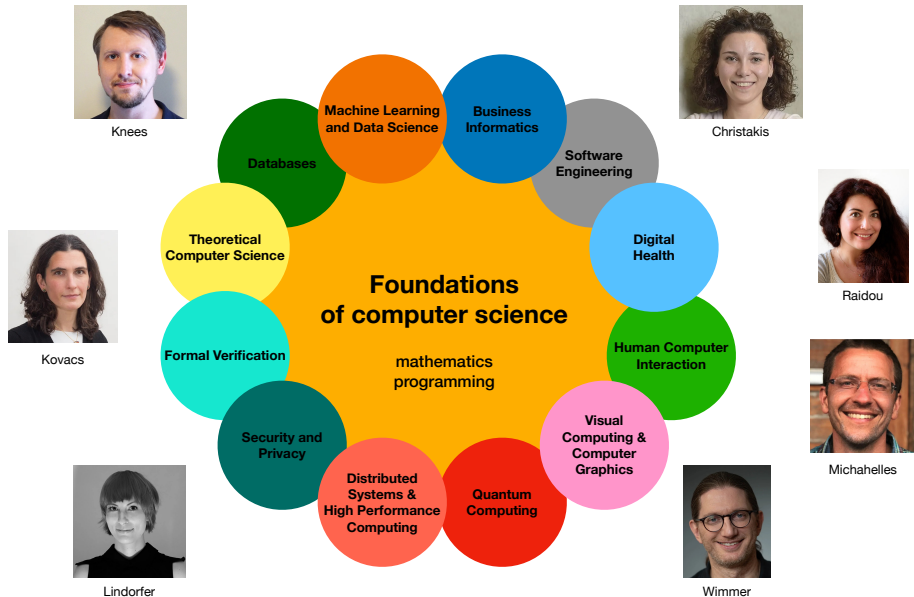 Knees
Machine Learning
and Data Science
Business
Informatics
Christakis
Databases
Software
Engineering
Theoretical
Computer Science
Digital
Health
Raidou
Foundations
of computer science
mathematics
programming
Kovacs
Formal Verification
Human Computer
Interaction
Security and
Privacy
Visual
Computing &
Computer
Graphics
Michahelles
Distributed
Systems &
High Performance
Computing
Quantum
Computing
Lindorfer
Wimmer